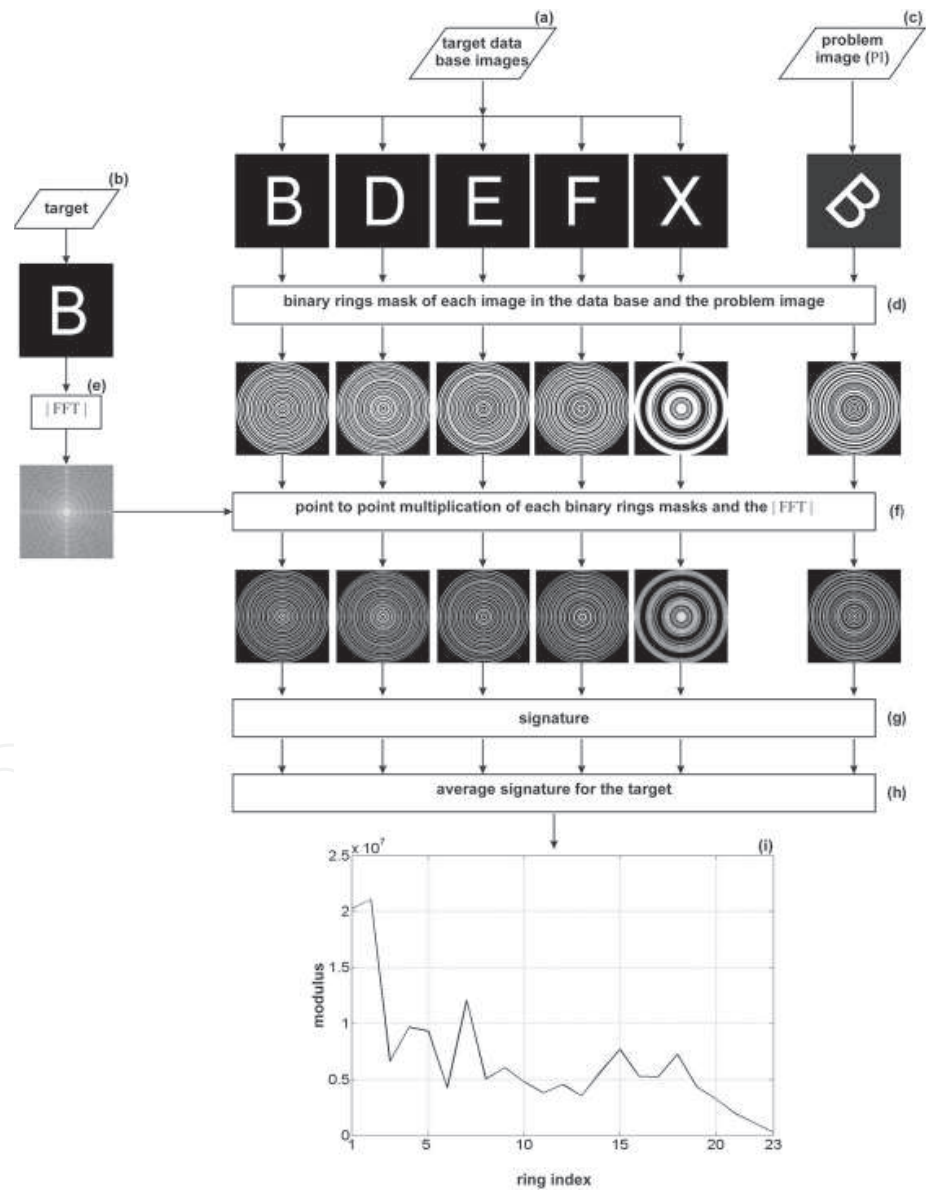 (a)
target data
base images
(c)
problem
image (PI)
(b)
target
B
D
E
F
X
B
B
binary rings mask of each image in the data base and the problem image
(d)
(e)
|FFT|
point to point multiplication of each binary rings masks and the |FFT|
(f)
signature
(g)
average signature for the target
(h)
(i)
2.5 x 10^7
2
1.5
1
0.5
0
modulus
1
5
10
15
20
23
ring index